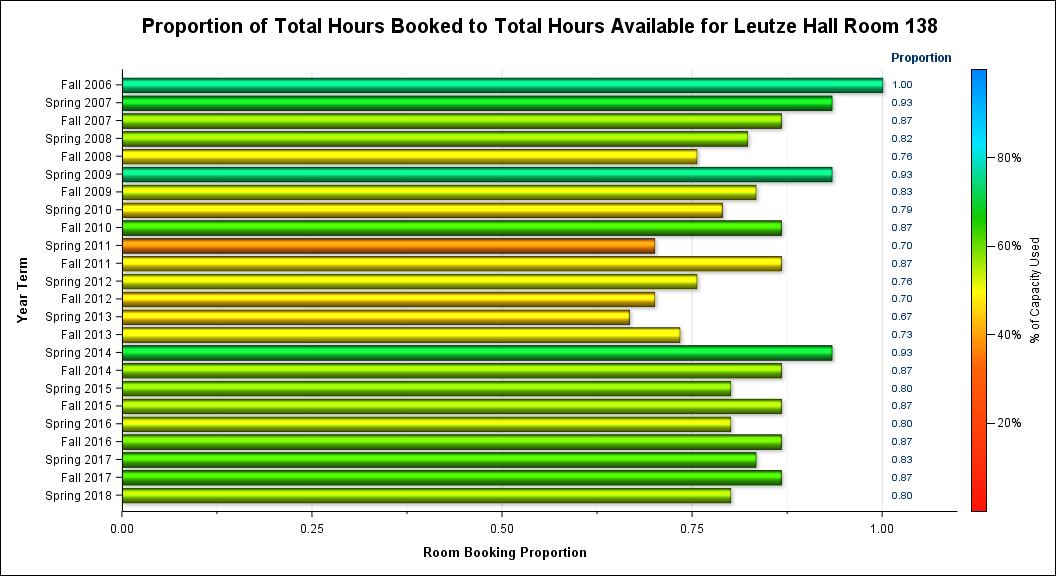 Proportion of Total Hours Booked to Total Hours Available for Leutze Hall Room 138
Proportion
Fall 2006 1.00
Spring 2007 0.93
Fall 2007 0.87
Spring 2008 0.82
Fall 2008 0.76
Spring 2009 0.93
Fall 2009 0.83
Spring 2010 0.79
Fall 2010 0.87
Spring 2011 0.70
Fall 2011 0.87
Spring 2012 0.76
Fall 2012 0.70
Spring 2013 0.67
Fall 2013 0.73
Spring 2014 0.93
Fall 2014 0.87
Spring 2015 0.80
Fall 2015 0.87
Spring 2016 0.80
Fall 2016 0.87
Spring 2017 0.83
Fall 2017 0.87
Spring 2018 0.80
Year Term
0.00 0.25 0.50 0.75 1.00
Room Booking Proportion
80%
60%
40%
20%
% of Capacity Used